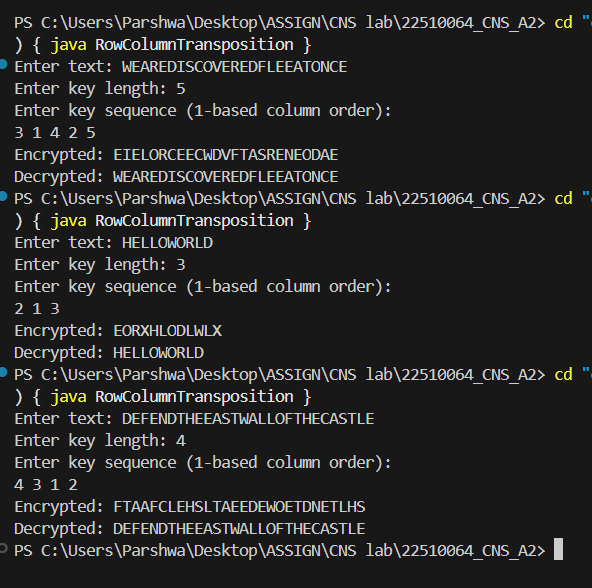 PS C:\Users\Parshwa\Desktop\ASSIGN\CNS lab\22510064_CNS_A2> cd "
) { java RowColumnTransposition }
Enter text: WEAREDISCOVEREDFLEEATONCE
Enter key length: 5
Enter key sequence (1-based column order):
3 1 4 2 5
Encrypted: EIELORCEECWDVFTASRENEODAE
Decrypted: WEAREDISCOVEREDFLEEATONCE
PS C:\Users\Parshwa\Desktop\ASSIGN\CNS lab\22510064_CNS_A2> cd "
) { java RowColumnTransposition }
Enter text: HELLOWORLD
Enter key length: 3
Enter key sequence (1-based column order):
2 1 3
Encrypted: EORXHLODLWLX
Decrypted: HELLOWORLD
PS C:\Users\Parshwa\Desktop\ASSIGN\CNS lab\22510064_CNS_A2> cd "
) { java RowColumnTransposition }
Enter text: DEFENDTHEEASTWALLOFTHECASTLE
Enter key length: 4
Enter key sequence (1-based column order):
4 3 1 2
Encrypted: FTAAFCLEHSLTAEEDEWOETDNETLHS
Decrypted: DEFENDTHEEASTWALLOFTHECASTLE
PS C:\Users\Parshwa\Desktop\ASSIGN\CNS lab\22510064_CNS_A2>